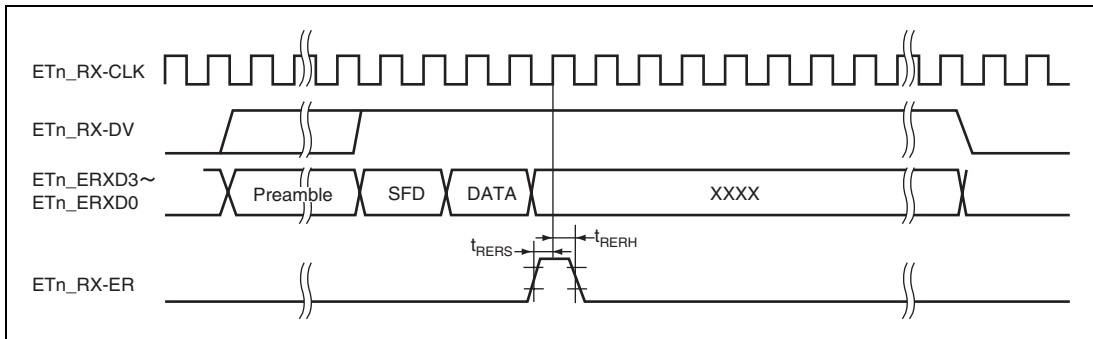 ETn_RX-CLK
ETn_RX-DV
ETn_ERXD3～
ETn_ERXD0
Preamble
SFD
DATA
XXXX
tRERS
tRERH
ETn_RX-ER